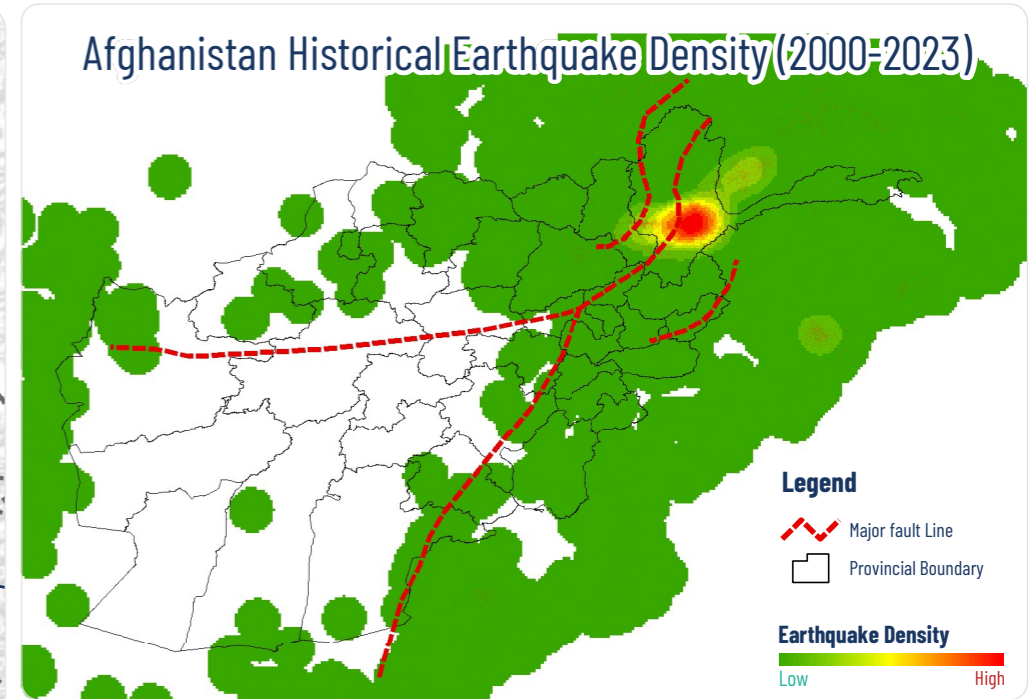 Afghanistan Historical Earthquake Density (2000-2023)
Legend
Major fault Line
Provincial Boundary
Earthquake Density
Low
High